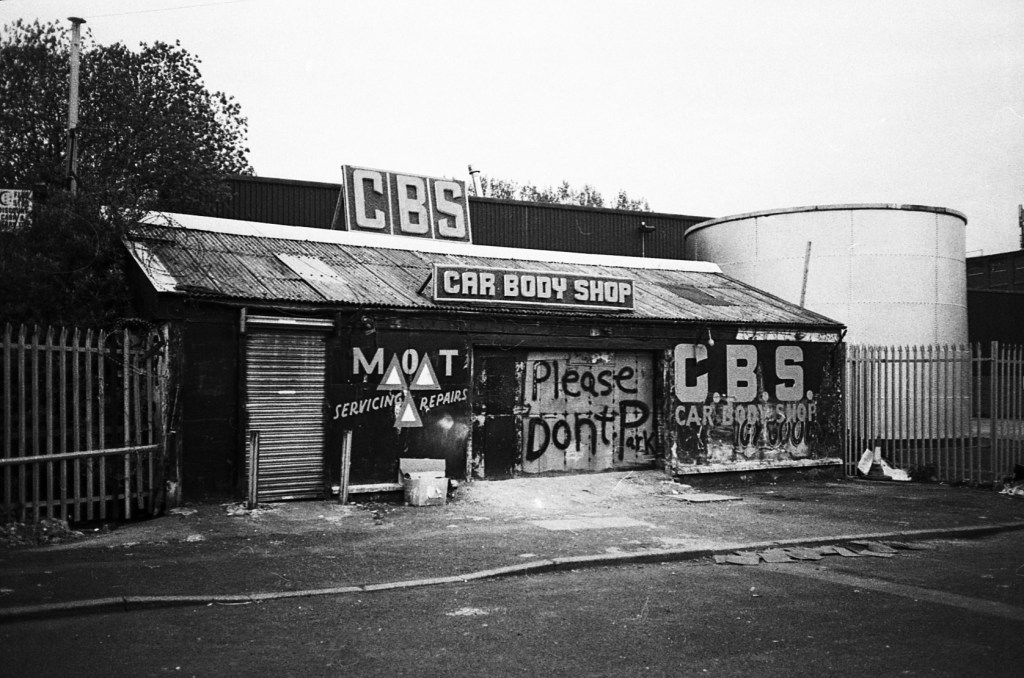 CBS
CAR BODY SHOP
MOT
SERVICING REPAIRS
Please
Dont Park
C.B.S.
CAR BODY SHOP